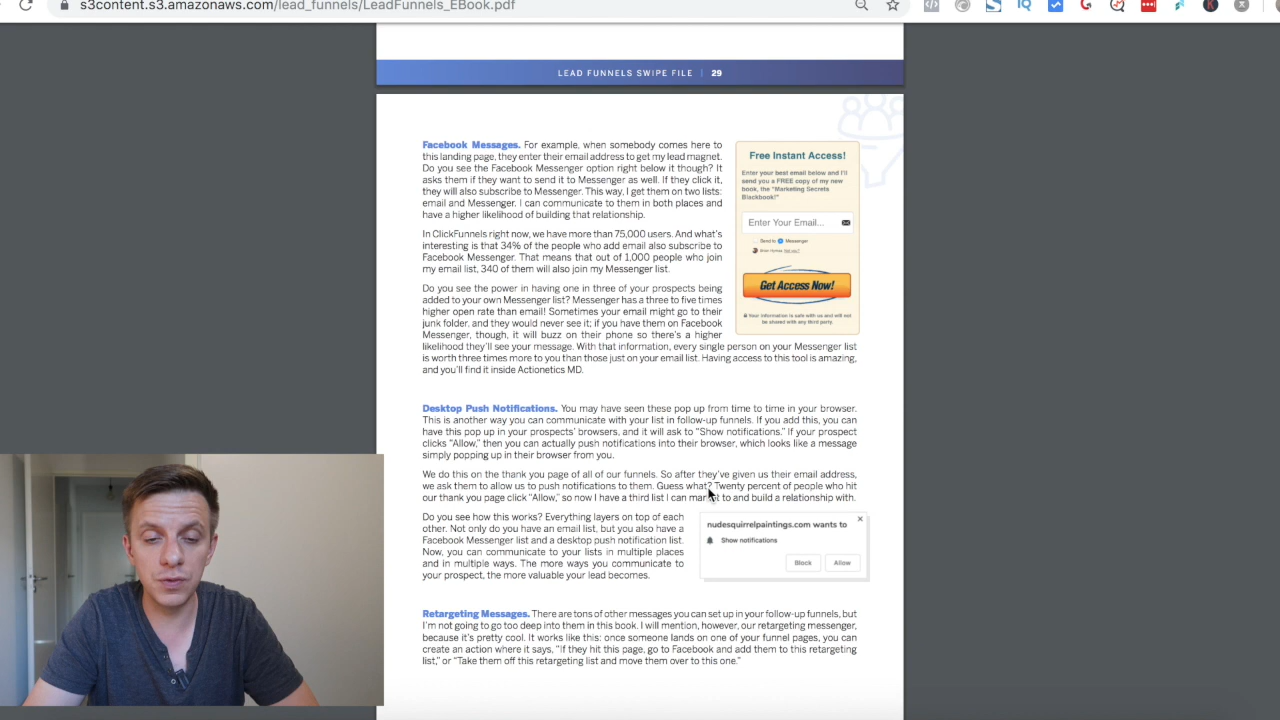 s3content.s3.amazonaws.com/lead_funnels/LeadFunnels_EBook.pdf
LEAD FUNNELS SWIPE FILE | 29
Facebook Messages. For example, when somebody comes here to
this landing page, they enter their email address to get my lead magnet.
Do you see the Facebook Messenger option right below it though? It
asks them if they want to send it to Messenger as well. If they click it,
they will also subscribe to Messenger. This way, I get them on two lists:
email and Messenger. I can communicate to them in both places and
have a higher likelihood of building that relationship.
In ClickFunnels right now, we have more than 75,000 users. And what's
interesting is that 34% of the people who add email also subscribe to
Facebook Messenger. That means that out of 1,000 people who join
my email list, 340 of them will also join my Messenger list.
Do you see the power in having one in three of your prospects being
added to your own Messenger list? Messenger has a three to five times
higher open rate than email! Sometimes your email might go to their
junk folder, and they would never see it; if you have them on Facebook
Messenger, though, it will buzz on their phone so there's a higher
likelihood they'll see your message. With that information, every single person on your Messenger list
is worth three times more to you than those just on your email list. Having access to this tool is amazing,
and you'll find it inside Actionetics MD.
Free Instant Access!
Enter your best email below and I'll
send you a FREE copy of my new
book, the "Marketing Secrets
Blackbook!"
Enter Your Email...
Send to Messenger
Not you?
Get Access Now!
Your information is safe with us and will not
be shared with any third party.
Desktop Push Notifications. You may have seen these pop up from time to time in your browser.
This is another way you can communicate with your list in follow-up funnels. If you add this, you can
have this pop up in your prospects' browsers, and it will ask to "Show notifications." If your prospect
clicks "Allow," then you can actually push notifications into their browser, which looks like a message
simply popping up in their browser from you.
We do this on the thank you page of all of our funnels. So after they've given us their email address,
we ask them to allow us to push notifications to them. Guess what? Twenty percent of people who hit
our thank you page click "Allow," so now I have a third list I can market to and build a relationship with.
Do you see how this works? Everything layers on top of each
other. Not only do you have an email list, but you also have a
Facebook Messenger list and a desktop push notification list.
Now, you can communicate to your lists in multiple places
and in multiple ways. The more ways you communicate to
your prospect, the more valuable your lead becomes.
nudesquirrelpaintings.com wants to
Show notifications
Block Allow
Retargeting Messages. There are tons of other messages you can set up in your follow-up funnels, but
I'm not going to go too deep into them in this book. I will mention, however, our retargeting messenger,
because it's pretty cool. It works like this: once someone lands on one of your funnel pages, you can
create an action where it says, "If they hit this page, go to Facebook and add them to this retargeting
list," or "Take them off this retargeting list and move them over to this one."